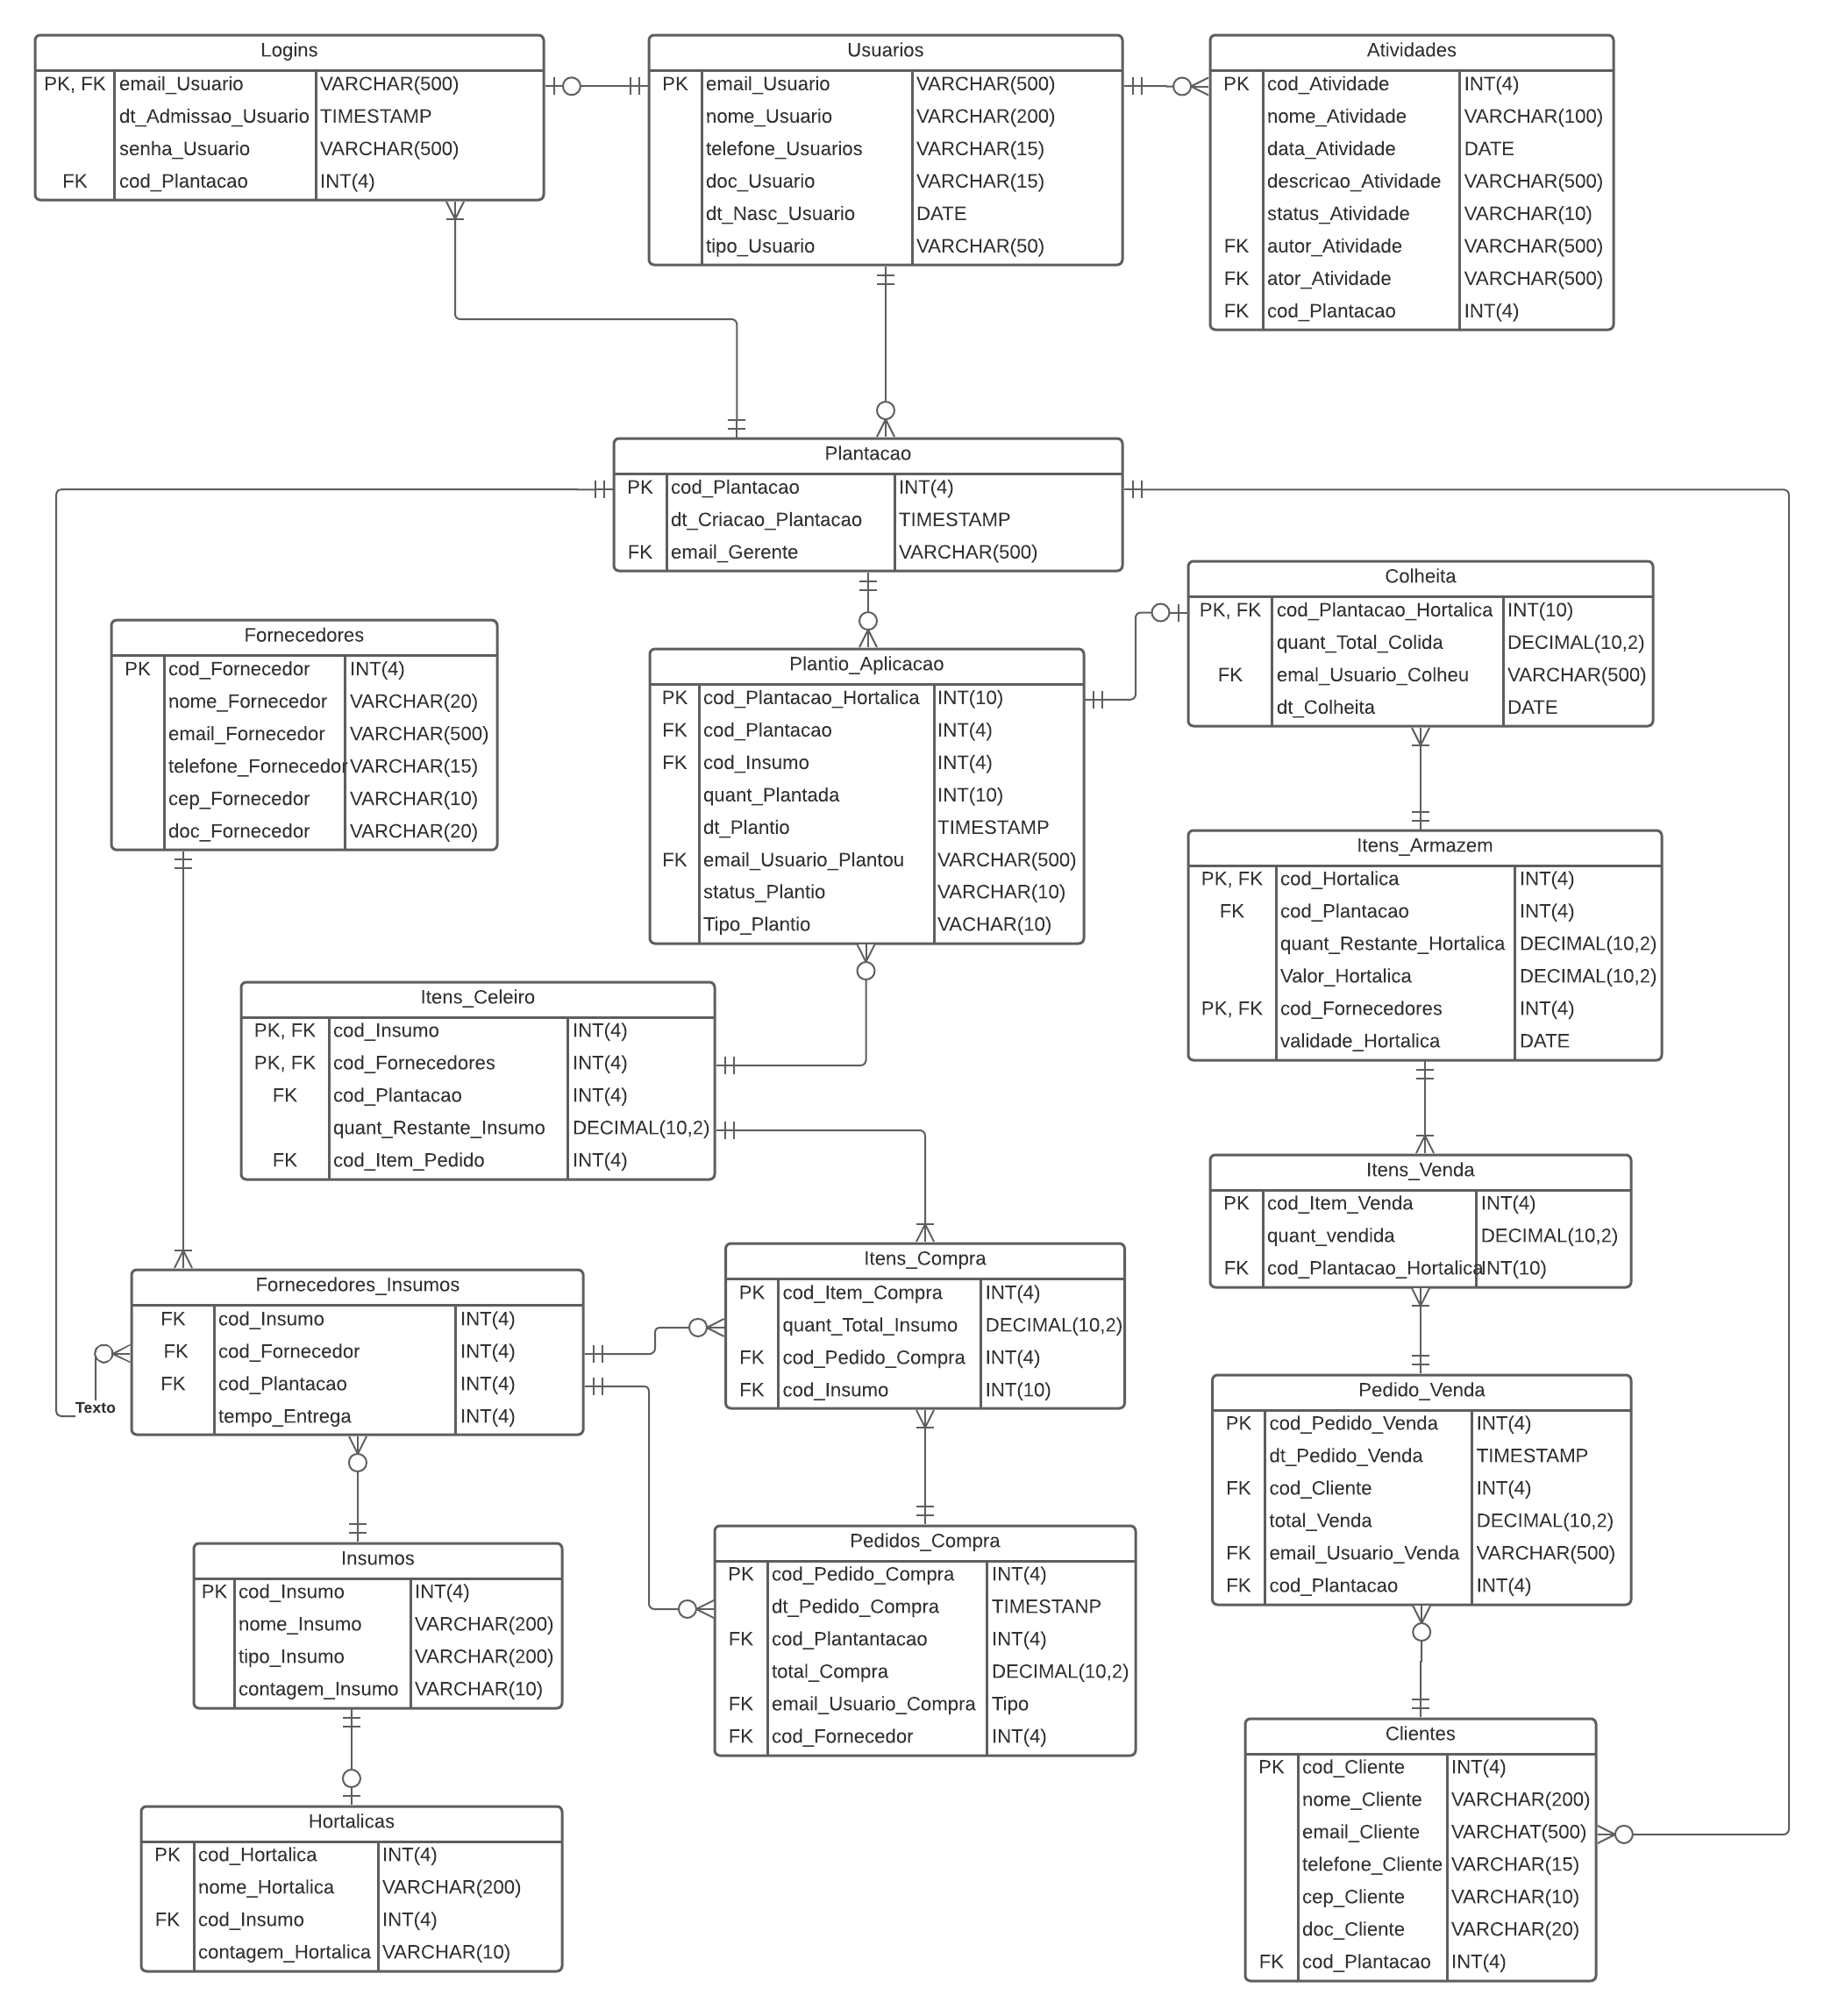 Logins
PK, FK email_Usuario VARCHAR(500)
dt_Admissao_Usuario TIMESTAMP
senha_Usuario VARCHAR(500)
FK cod_Plantacao INT(4)
Usuarios
PK email_Usuario VARCHAR(500)
nome_Usuario VARCHAR(200)
telefone_Usuarios VARCHAR(15)
doc_Usuario VARCHAR(15)
dt_Nasc_Usuario DATE
tipo_Usuario VARCHAR(50)
Atividades
PK cod_Atividade INT(4)
nome_Atividade VARCHAR(100)
data_Atividade DATE
descricao_Atividade VARCHAR(500)
status_Atividade VARCHAR(10)
FK autor_Atividade VARCHAR(500)
FK ator_Atividade VARCHAR(500)
FK cod_Plantacao INT(4)
Plantacao
PK cod_Plantacao INT(4)
dt_Criacao_Plantacao TIMESTAMP
FK email_Gerente VARCHAR(500)
Colheita
PK, FK cod_Plantacao_Hortalica INT(10)
quant_Total_Colida DECIMAL(10,2)
FK emal_Usuario_Colheu VARCHAR(500)
dt_Colheita DATE
Fornecedores
PK cod_Fornecedor INT(4)
nome_Fornecedor VARCHAR(20)
email_Fornecedor VARCHAR(500)
telefone_Fornecedor VARCHAR(15)
cep_Fornecedor VARCHAR(10)
doc_Fornecedor VARCHAR(20)
Plantio_Aplicacao
PK cod_Plantacao_Hortalica INT(10)
FK cod_Plantacao INT(4)
FK cod_Insumo INT(4)
quant_Plantada INT(10)
dt_Plantio TIMESTAMP
FK email_Usuario_Plantou VARCHAR(500)
status_Plantio VARCHAR(10)
Tipo_Plantio VACHAR(10)
Itens_Armazem
PK, FK cod_Hortalica INT(4)
FK cod_Plantacao INT(4)
quant_Restante_Hortalica DECIMAL(10,2)
Valor_Hortalica DECIMAL(10,2)
PK, FK cod_Fornecedores INT(4)
validade_Hortalica DATE
Itens_Celeiro
PK, FK cod_Insumo INT(4)
PK, FK cod_Fornecedores INT(4)
FK cod_Plantacao INT(4)
quant_Restante_Insumo DECIMAL(10,2)
FK cod_Item_Pedido INT(4)
Itens_Venda
PK cod_Item_Venda INT(4)
quant_vendida DECIMAL(10,2)
FK cod_Plantacao_Hortalica INT(10)
Itens_Compra
PK cod_Item_Compra INT(4)
quant_Total_Insumo DECIMAL(10,2)
FK cod_Pedido_Compra INT(4)
FK cod_Insumo INT(10)
Fornecedores_Insumos
FK cod_Insumo INT(4)
FK cod_Fornecedor INT(4)
FK cod_Plantacao INT(4)
tempo_Entrega INT(4)
Texto
Pedido_Venda
PK cod_Pedido_Venda INT(4)
dt_Pedido_Venda TIMESTAMP
FK cod_Cliente INT(4)
total_Venda DECIMAL(10,2)
FK email_Usuario_Venda VARCHAR(500)
FK cod_Plantacao INT(4)
Pedidos_Compra
PK cod_Pedido_Compra INT(4)
dt_Pedido_Compra TIMESTANP
FK cod_Plantantacao INT(4)
total_Compra DECIMAL(10,2)
FK email_Usuario_Compra Tipo
FK cod_Fornecedor INT(4)
Insumos
PK cod_Insumo INT(4)
nome_Insumo VARCHAR(200)
tipo_Insumo VARCHAR(200)
contagem_Insumo VARCHAR(10)
Clientes
PK cod_Cliente INT(4)
nome_Cliente VARCHAR(200)
email_Cliente VARCHAT(500)
telefone_Cliente VARCHAR(15)
cep_Cliente VARCHAR(10)
doc_Cliente VARCHAR(20)
FK cod_Plantacao INT(4)
Hortalicas
PK cod_Hortalica INT(4)
nome_Hortalica VARCHAR(200)
FK cod_Insumo INT(4)
contagem_Hortalica VARCHAR(10)